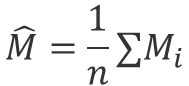 M̂ = 1/n ∑Mᵢ